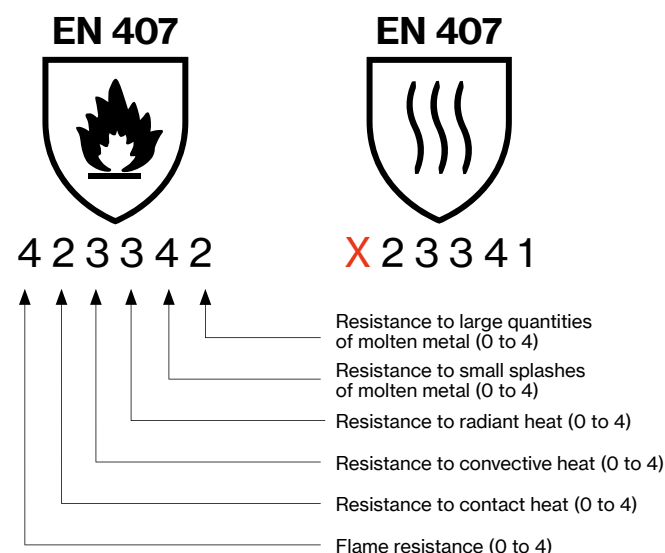 EN 407
EN 407
4 2 3 3 4 2
X 2 3 3 4 1
Resistance to large quantities
of molten metal (0 to 4)
Resistance to small splashes
of molten metal (0 to 4)
Resistance to radiant heat (0 to 4)
Resistance to convective heat (0 to 4)
Resistance to contact heat (0 to 4)
Flame resistance (0 to 4)